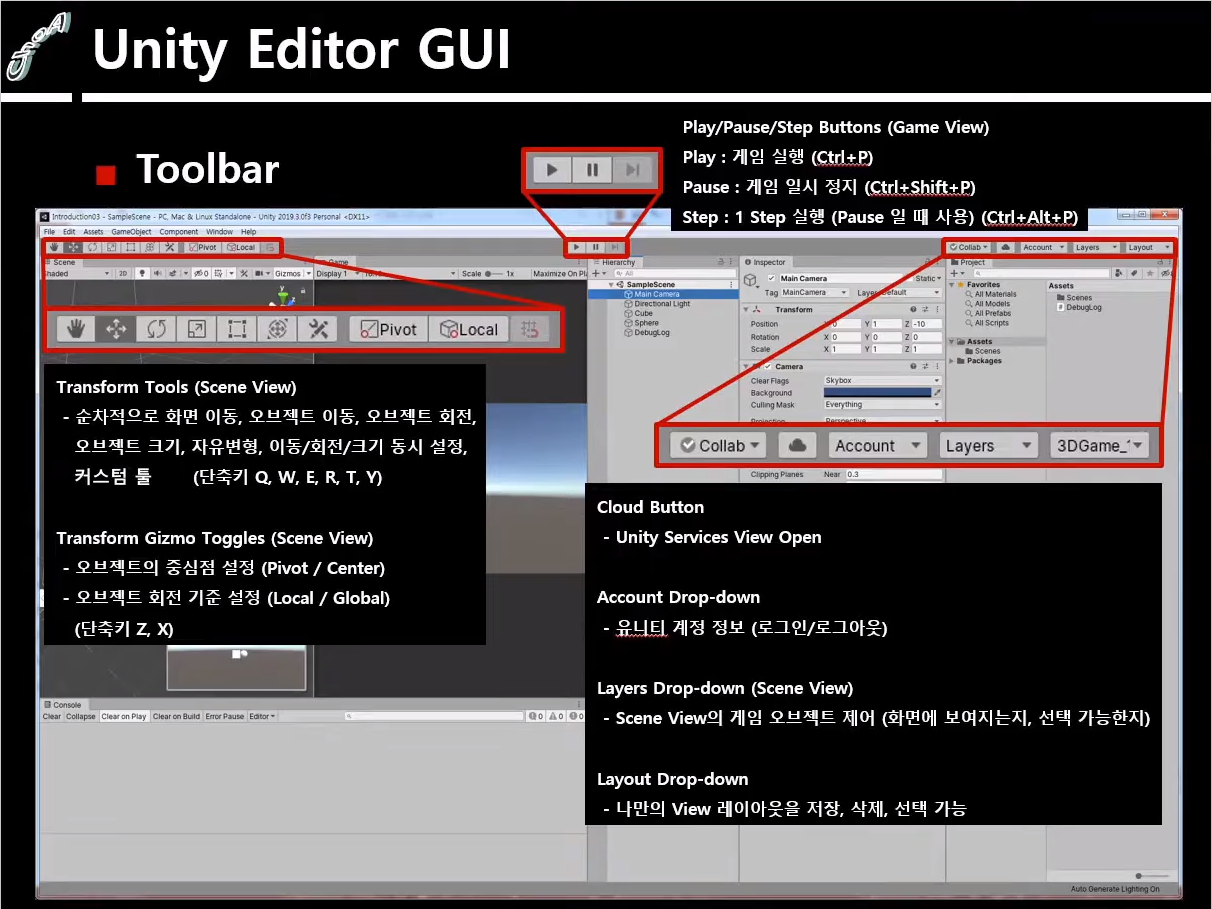 Unity Editor GUI
Toolbar
Play/Pause/Step Buttons (Game View)
Play : 게임 실행 (Ctrl+P)
Pause : 게임 일시 정지 (Ctrl+Shift+P)
Step : 1 Step 실행 (Pause 일 때 사용) (Ctrl+Alt+P)
Introduction03 - SampleScene - PC, Mac & Linux Standalone - Unity 2019.3.0f3 Personal <DX11>
File Edit Assets GameObject Component Window Help
Pivot Local
Collab Account Layers Layout
Scene
Game
Shaded 2D 0 Gizmos
Display 1 Scale 1x Maximize On Pl
Pivot Local
Hierarchy
All
SampleScene
Main Camera
Directional Light
Cube
Sphere
DebugLog
Inspector
Main Camera Static
Tag MainCamera Layer Default
Transform
Position X 0 Y 1 Z -10
Rotation X 0 Y 0 Z 0
Scale X 1 Y 1 Z 1
Camera
Clear Flags Skybox
Background
Culling Mask Everything
Projection Perspective
Clipping Planes Near 0.3
Project
Favorites
All Materials
All Models
All Prefabs
All Scripts
Assets
Scenes
Packages
Assets
Scenes
DebugLog
Collab Account Layers 3DGame_
Transform Tools (Scene View)
- 순차적으로 화면 이동, 오브젝트 이동, 오브젝트 회전,
오브젝트 크기, 자유변형, 이동/회전/크기 동시 설정,
커스텀 툴 (단축키 Q, W, E, R, T, Y)
Transform Gizmo Toggles (Scene View)
- 오브젝트의 중심점 설정 (Pivot / Center)
- 오브젝트 회전 기준 설정 (Local / Global)
(단축키 Z, X)
Cloud Button
- Unity Services View Open
Account Drop-down
- 유니티 계정 정보 (로그인/로그아웃)
Layers Drop-down (Scene View)
- Scene View의 게임 오브젝트 제어 (화면에 보여지는지, 선택 가능한지)
Layout Drop-down
- 나만의 View 레이아웃을 저장, 삭제, 선택 가능
Console
Clear Collapse Clear on Play Clear on Build Error Pause Editor 0 0 0
Auto Generate Lighting On